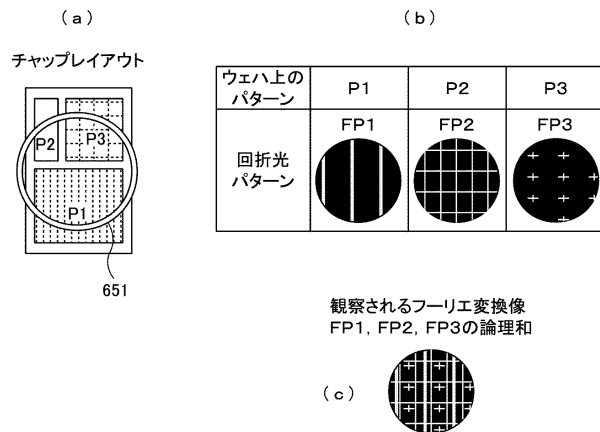 (a)
(b)
チャップレイアウト
P2
P3
P1
651
ウェハ上の
パターン
P1
P2
P3
回折光
パターン
FP1
FP2
FP3
観察されるフーリエ変換像
FP1, FP2, FP3の論理和
(c)